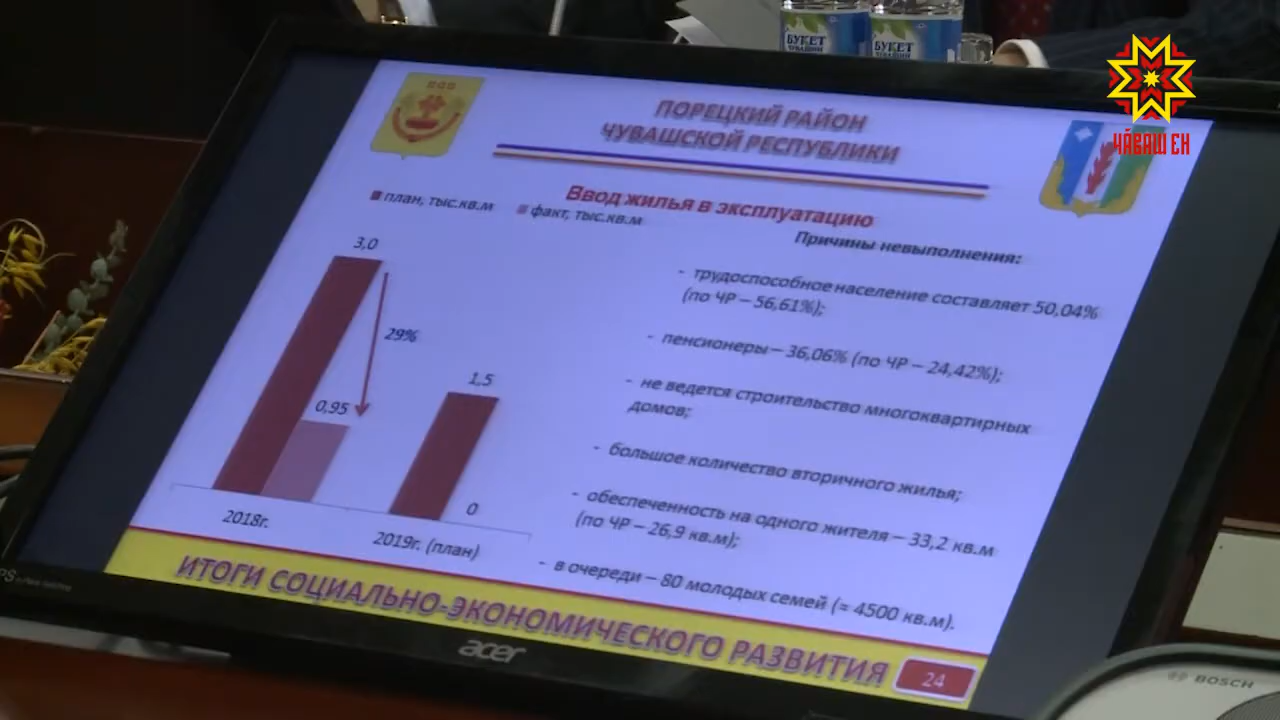 БУКЕТ
ЧУВАШИИ
БУКЕТ
ЧУВАШИИ
ЧӐВАШ ЕН
ПОРЕЦКИЙ РАЙОН
ЧУВАШСКОЙ РЕСПУБЛИКИ
Ввод жилья в эксплуатацию
план, тыс.кв.м
факт, тыс.кв.м
3,0
29%
0,95
1,5
0
2018г.
2019г. (план)
Причины невыполнения:
- трудоспособное население составляет 50,04%
(по ЧР – 56,61%);
- пенсионеры – 36,06% (по ЧР – 24,42%);
- не ведется строительство многоквартирных
домов;
- большое количество вторичного жилья;
- обеспеченность на одного жителя – 33,2 кв.м
(по ЧР – 26,9 кв.м);
- в очереди – 80 молодых семей (= 4500 кв.м).
ИТОГИ СОЦИАЛЬНО-ЭКОНОМИЧЕСКОГО РАЗВИТИЯ
24
acer
BOSCH